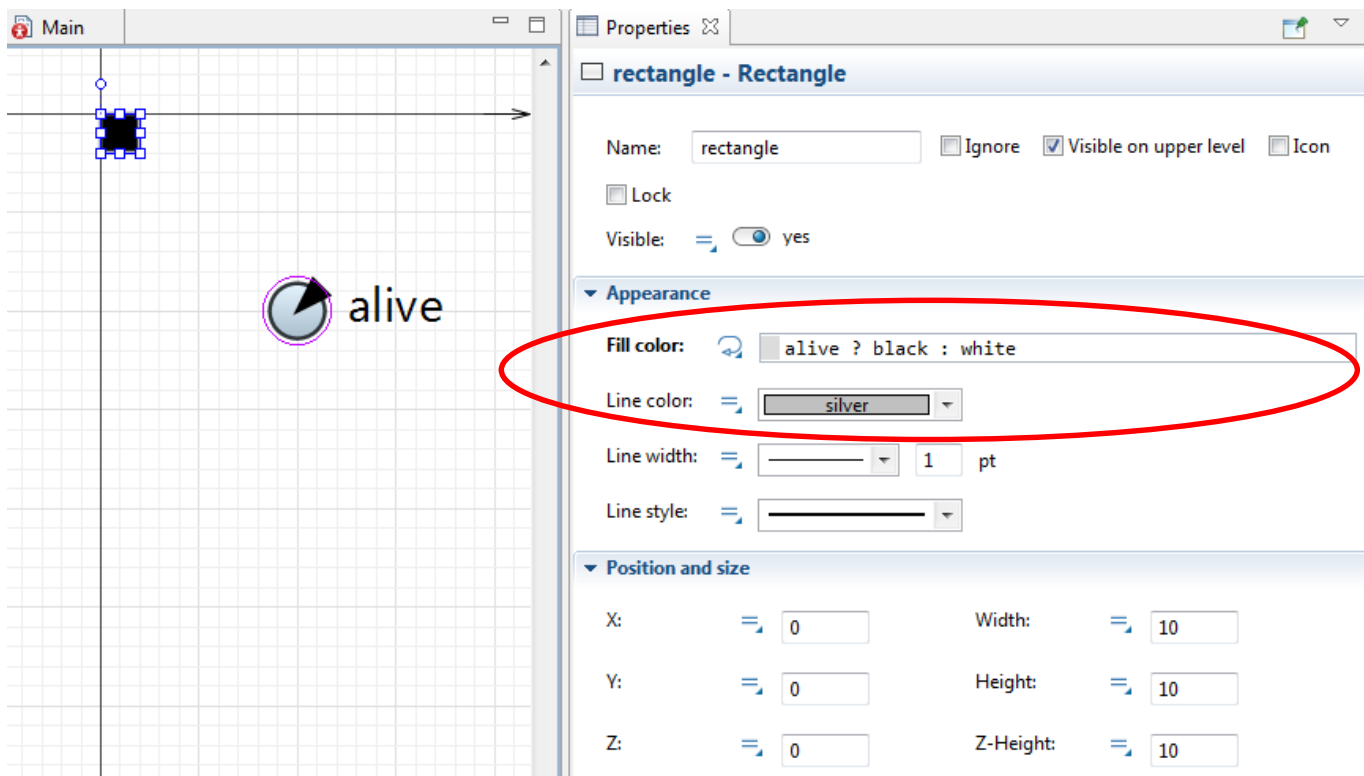 Main
alive
Properties
rectangle - Rectangle
Name: rectangle Ignore Visible on upper level Icon
Lock
Visible: yes
Appearance
Fill color: alive ? black : white
Line color: silver
Line width: 1 pt
Line style:
Position and size
X: 0 Width: 10
Y: 0 Height: 10
Z: 0 Z-Height: 10